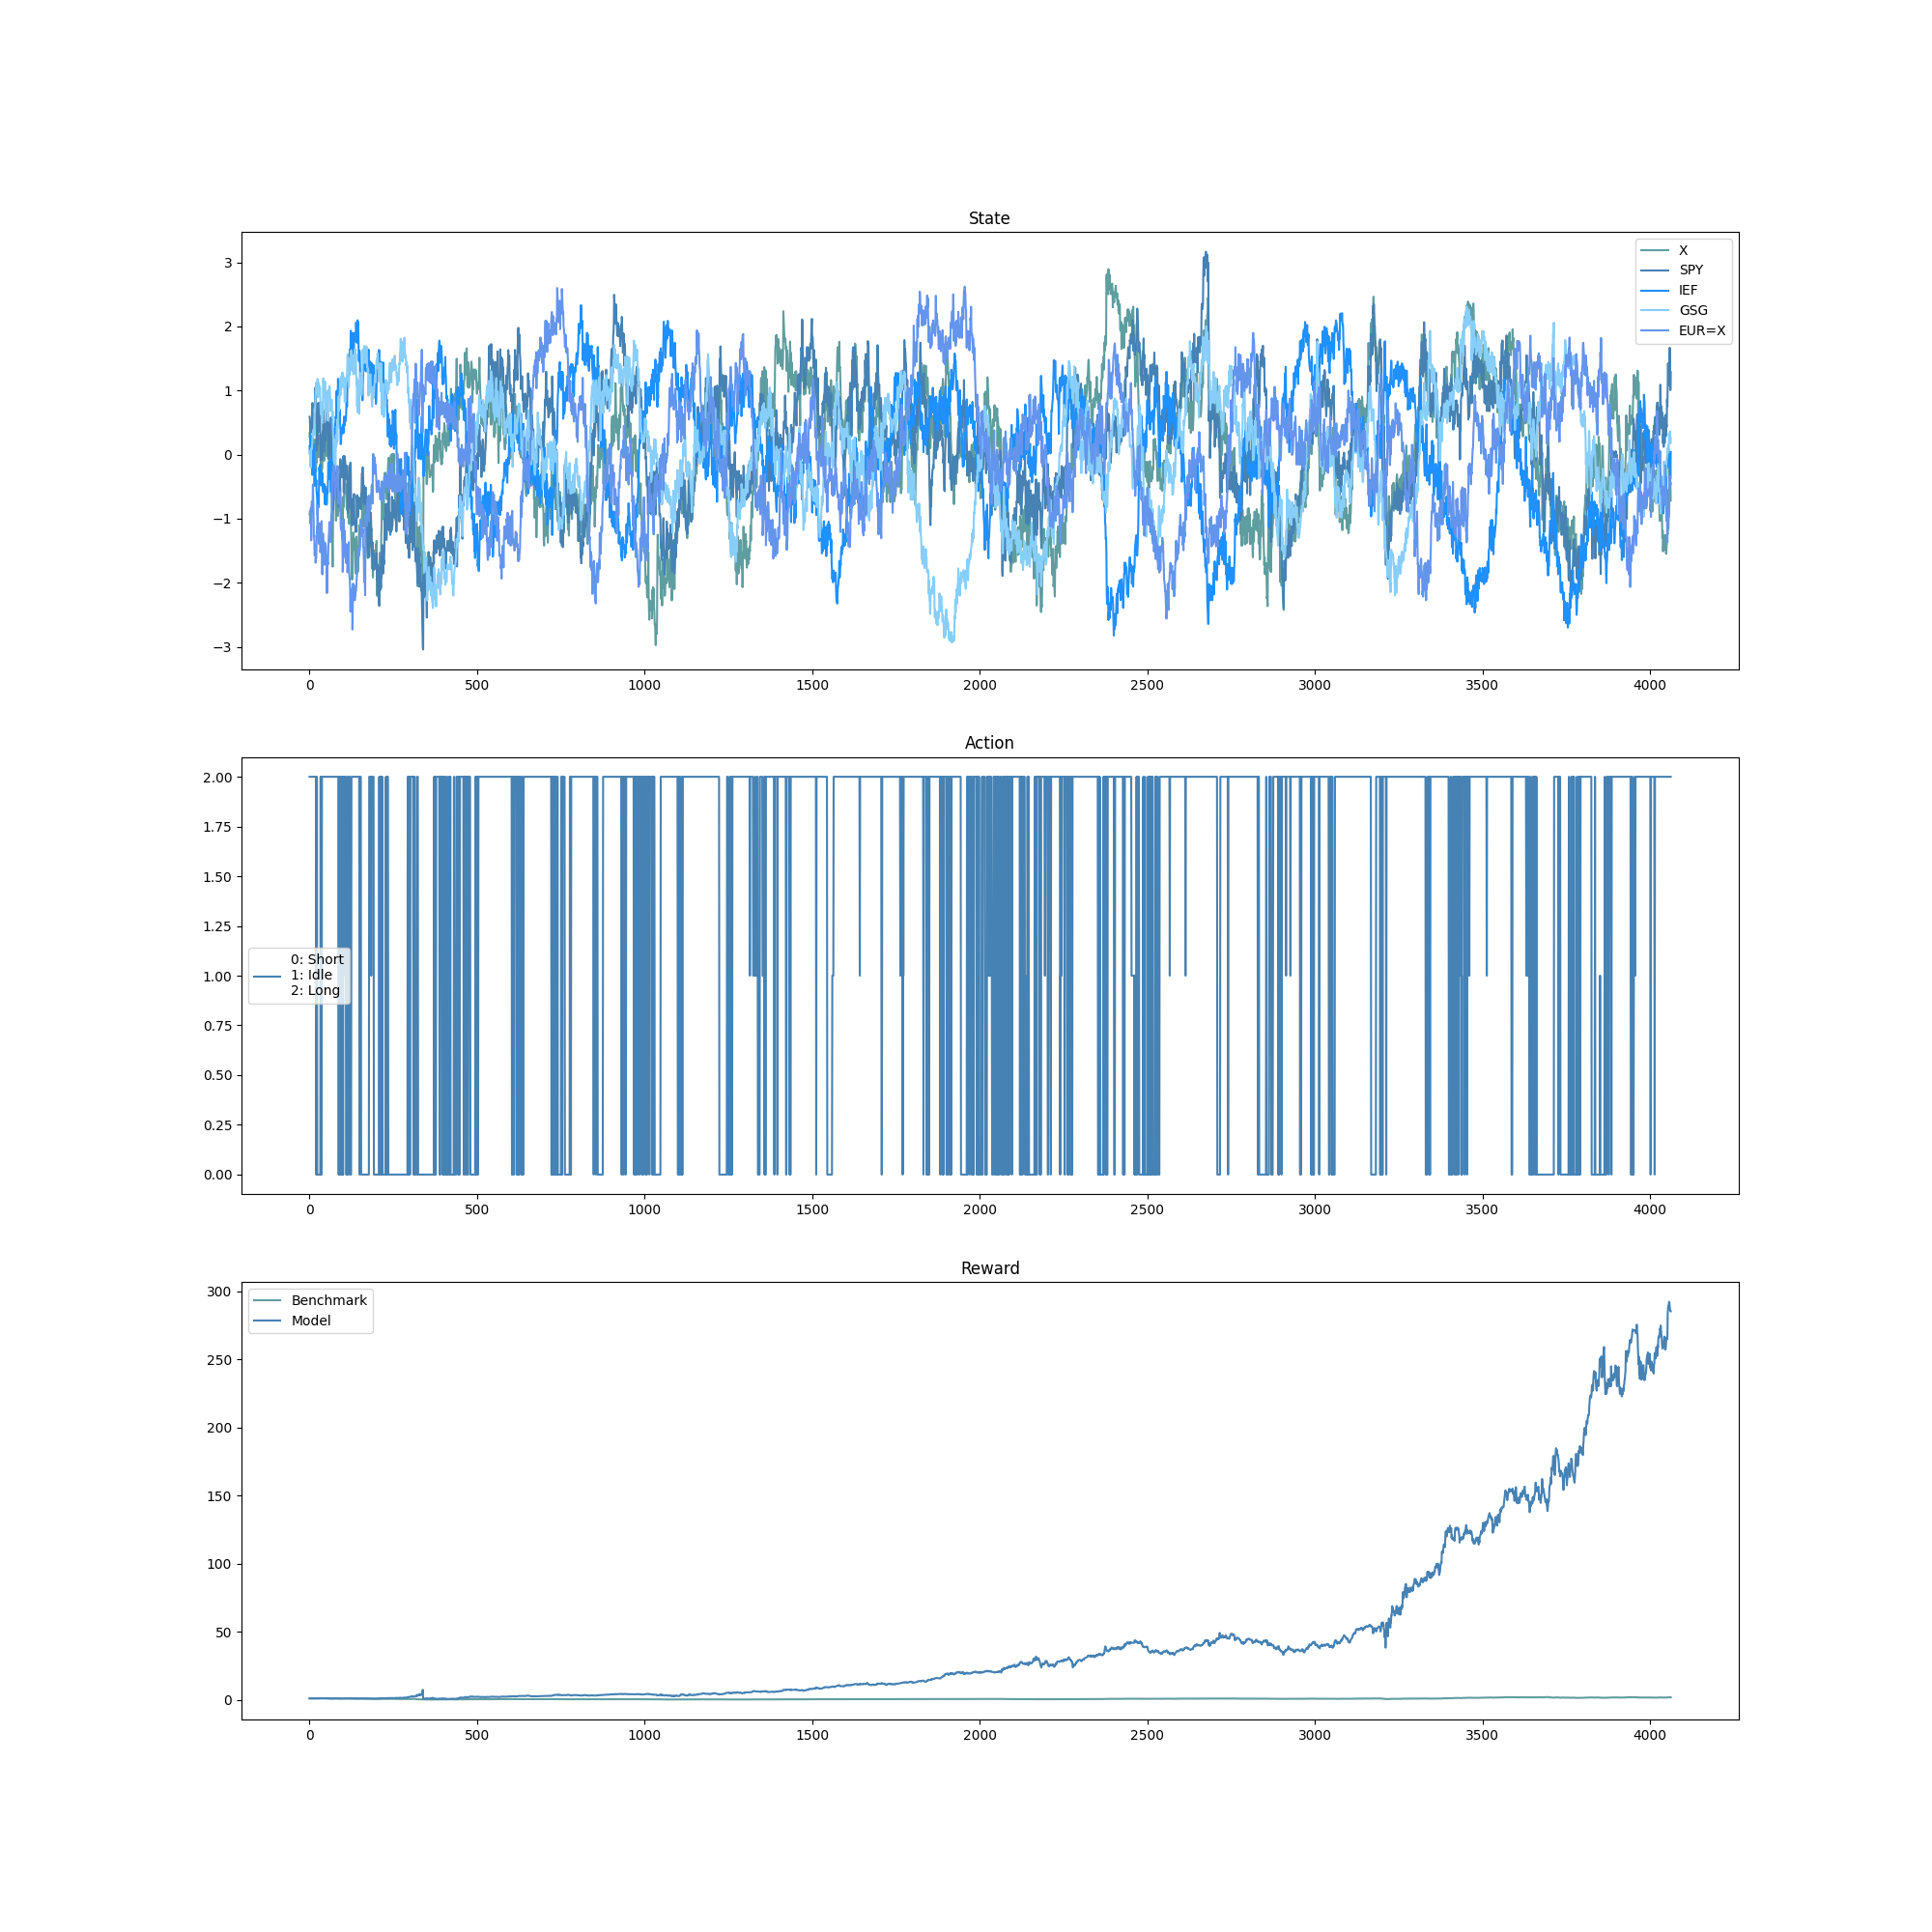 State
3
2
1
0
−1
−2
−3
X
SPY
IEF
GSG
EUR=X
0 500 1000 1500 2000 2500 3000 3500 4000
Action
2.00
1.75
1.50
1.25
1.00
0.75
0.50
0.25
0.00
0: Short
1: Idle
2: Long
0 500 1000 1500 2000 2500 3000 3500 4000
Reward
300
250
200
150
100
50
0
Benchmark
Model
0 500 1000 1500 2000 2500 3000 3500 4000